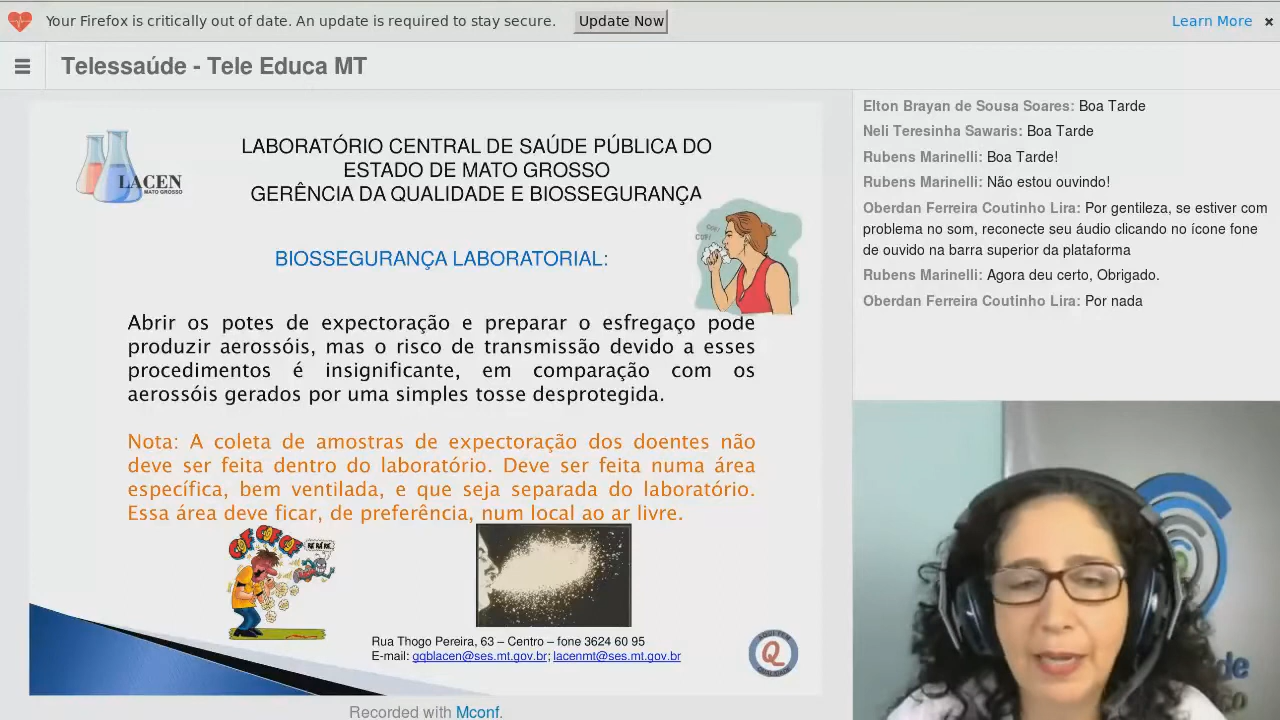 Your Firefox is critically out of date. An update is required to stay secure.
Update Now
Learn More
Telessaúde - Tele Educa MT
LACEN
MATO GROSSO
LABORATÓRIO CENTRAL DE SAÚDE PÚBLICA DO
ESTADO DE MATO GROSSO
GERÊNCIA DA QUALIDADE E BIOSSEGURANÇA
BIOSSEGURANÇA LABORATORIAL:
Abrir os potes de expectoração e preparar o esfregaço pode
produzir aerossóis, mas o risco de transmissão devido a esses
procedimentos é insignificante, em comparação com os
aerossóis gerados por uma simples tosse desprotegida.
Nota: A coleta de amostras de expectoração dos doentes não
deve ser feita dentro do laboratório. Deve ser feita numa área
específica, bem ventilada, e que seja separada do laboratório.
Essa área deve ficar, de preferência, num local ao ar livre.
COF COF COF
Rua Thogo Pereira, 63 – Centro – fone 3624 60 95
E-mail: gqblacen@ses.mt.gov.br; lacenmt@ses.mt.gov.br
AQUI TEM
Q
QUALIDADE
Recorded with Mconf.
Elton Brayan de Sousa Soares: Boa Tarde
Neli Teresinha Sawaris: Boa Tarde
Rubens Marinelli: Boa Tarde!
Rubens Marinelli: Não estou ouvindo!
Oberdan Ferreira Coutinho Lira: Por gentileza, se estiver com
problema no som, reconecte seu áudio clicando no ícone fone
de ouvido na barra superior da plataforma
Rubens Marinelli: Agora deu certo, Obrigado.
Oberdan Ferreira Coutinho Lira: Por nada